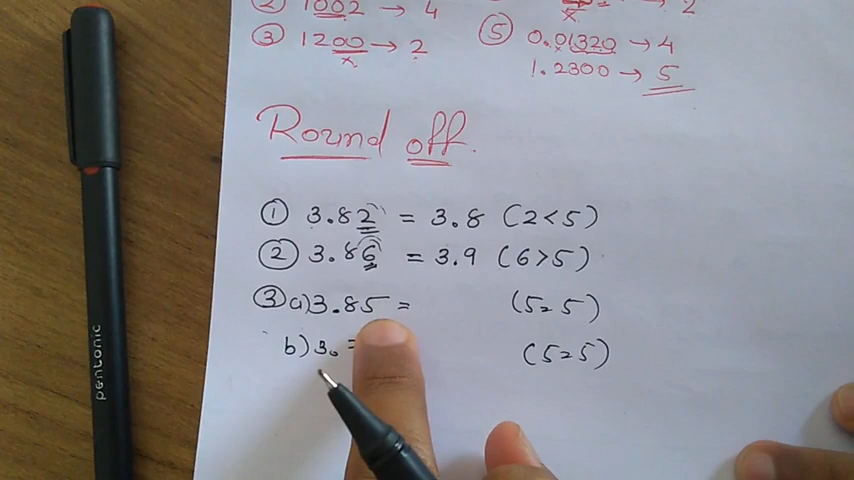 ② 1002 → 4
→ 2
③ 1200 → 2
x
⑤ 0.01320 → 4
1.2300 → 5
Round off.
① 3.82 = 3.8 (2<5)
② 3.86 = 3.9 (6>5)
③ a) 3.85 = (5=5)
b) 3. = (5=5)
pentonic